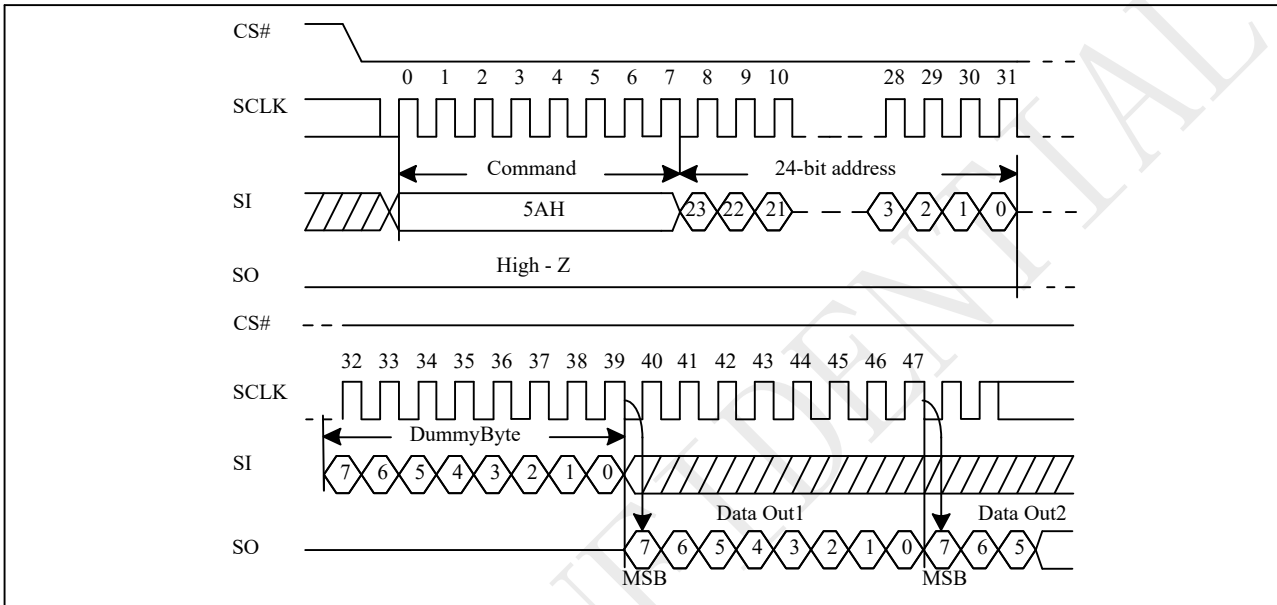 CS#
0 1 2 3 4 5 6 7 8 9 10 28 29 30 31
SCLK
Command 24-bit address
SI 5AH 23 22 21 3 2 1 0
High - Z
SO
CS#
32 33 34 35 36 37 38 39 40 41 42 43 44 45 46 47
SCLK
DummyByte
SI 7 6 5 4 3 2 1 0
Data Out1 Data Out2
SO 7 6 5 4 3 2 1 0 7 6 5
MSB MSB